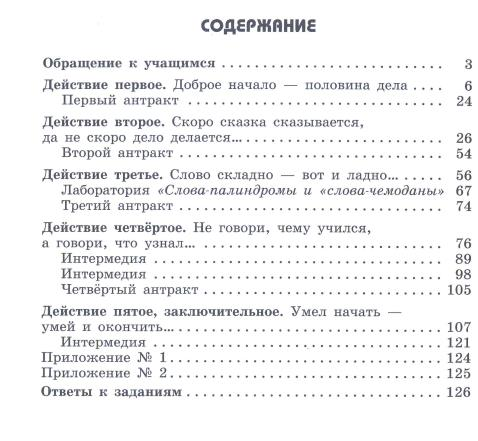 СОДЕРЖАНИЕ
Обращение к учащимся . . . . . . . . . . . . . . . . . . . . . . . . . . . . 3
Действие первое. Доброе начало — половина дела . . . . 6
Первый антракт . . . . . . . . . . . . . . . . . . . . . . . . . . . . . . . 24
Действие второе. Скоро сказка сказывается,
да не скоро дело делается... . . . . . . . . . . . . . . . . . . . . . . . 26
Второй антракт . . . . . . . . . . . . . . . . . . . . . . . . . . . . . . . 54
Действие третье. Слово складно — вот и ладно... . . . . . 56
Лаборатория «Слова-палиндромы и «слова-чемоданы» 67
Третий антракт . . . . . . . . . . . . . . . . . . . . . . . . . . . . . . . 74
Действие четвёртое. Не говори, чему учился,
а говори, что узнал... . . . . . . . . . . . . . . . . . . . . . . . . . . . . 76
Интермедия . . . . . . . . . . . . . . . . . . . . . . . . . . . . . . . . . . 89
Интермедия . . . . . . . . . . . . . . . . . . . . . . . . . . . . . . . . . . 98
Четвёртый антракт . . . . . . . . . . . . . . . . . . . . . . . . . . . . 105
Действие пятое, заключительное. Умел начать —
умей и окончить... . . . . . . . . . . . . . . . . . . . . . . . . . . . . . . 107
Интермедия . . . . . . . . . . . . . . . . . . . . . . . . . . . . . . . . . . 121
Приложение № 1 . . . . . . . . . . . . . . . . . . . . . . . . . . . . . . . 124
Приложение № 2 . . . . . . . . . . . . . . . . . . . . . . . . . . . . . . . 125
Ответы к заданиям . . . . . . . . . . . . . . . . . . . . . . . . . . . . . 126